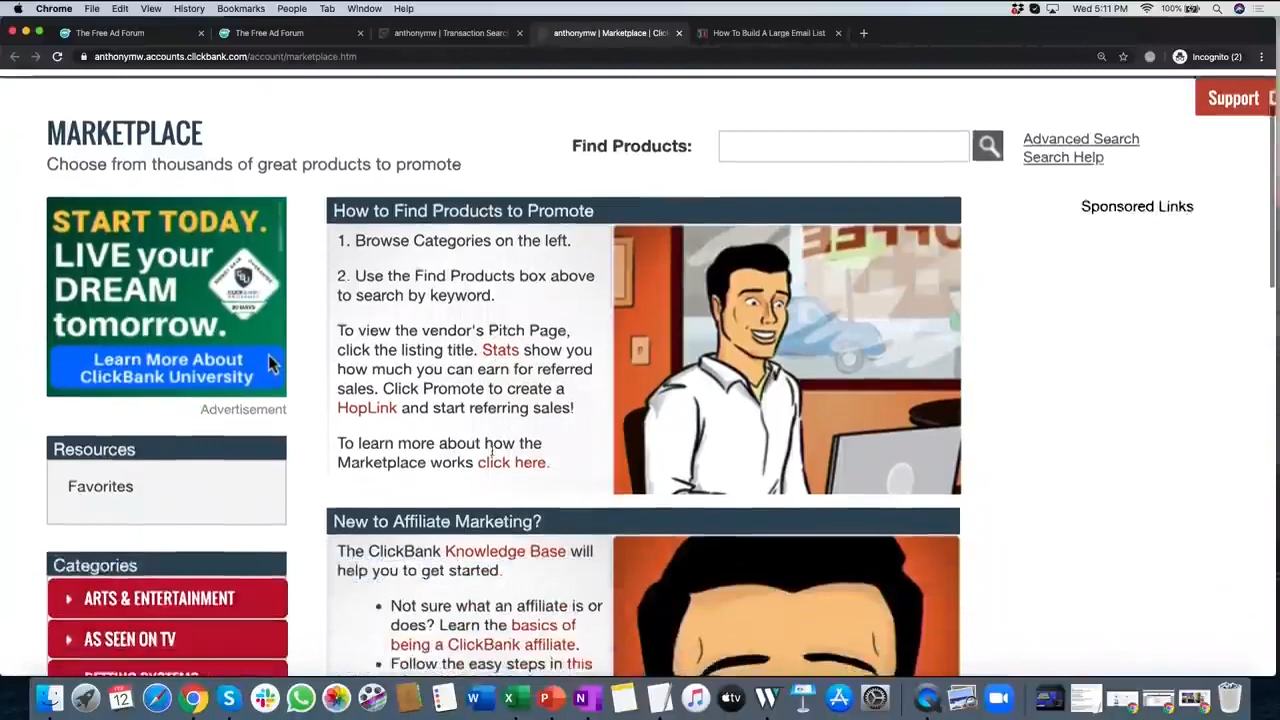 Chrome File Edit View History Bookmarks People Tab Window Help
Wed 5:11 PM 100%
The Free Ad Forum
The Free Ad Forum
anthonymw | Transaction Searc
anthonymw | Marketplace | Clic
How To Build A Large Email List
anthonymw.accounts.clickbank.com/account/marketplace.htm
Incognito (2)
Support
MARKETPLACE
Choose from thousands of great products to promote
Find Products:
Advanced Search
Search Help
START TODAY.
LIVE your
DREAM
tomorrow.
Learn More About
ClickBank University
Advertisement
Resources
Favorites
Categories
ARTS & ENTERTAINMENT
AS SEEN ON TV
BETTING SYSTEMS
How to Find Products to Promote
1. Browse Categories on the left.
2. Use the Find Products box above
to search by keyword.
To view the vendor's Pitch Page,
click the listing title. Stats show you
how much you can earn for referred
sales. Click Promote to create a
HopLink and start referring sales!
To learn more about how the
Marketplace works click here.
New to Affiliate Marketing?
The ClickBank Knowledge Base will
help you to get started.
• Not sure what an affiliate is or
does? Learn the basics of
being a ClickBank affiliate.
• Follow the easy steps in this
Sponsored Links